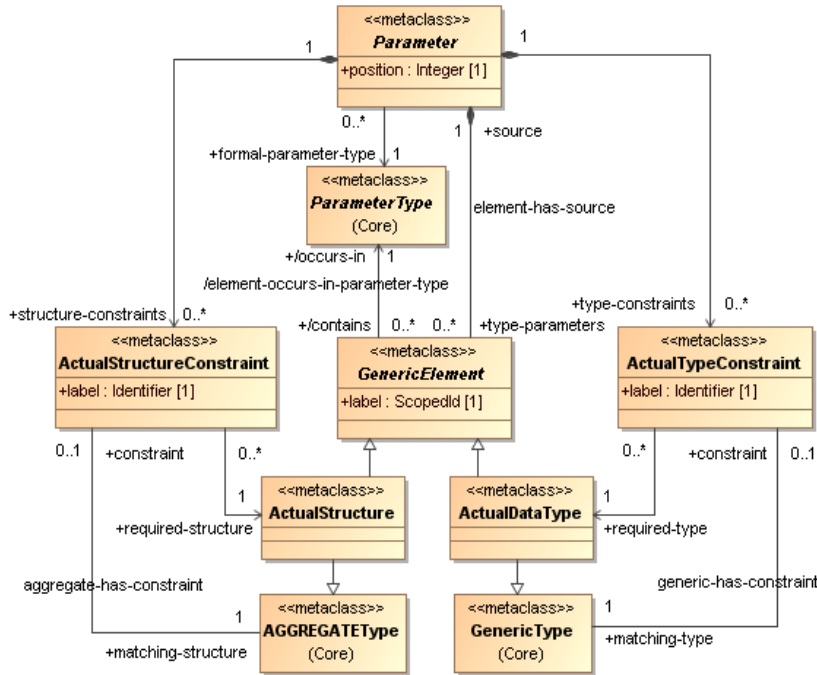 <<metaclass>>
Parameter
+position : Integer [1]
1
1
0..*
1
+source
+formal-parameter-type
1
<<metaclass>>
ParameterType
(Core)
element-has-source
+/occurs-in
1
/element-occurs-in-parameter-type
+structure-constraints
0..*
+/contains
0..*
0..*
+type-parameters
+type-constraints
0..*
<<metaclass>>
ActualStructureConstraint
+label : Identifier [1]
<<metaclass>>
GenericElement
+label : ScopedId [1]
<<metaclass>>
ActualTypeConstraint
+label : Identifier [1]
0..1
+constraint
0..*
0..*
+constraint
0..1
1
+required-structure
<<metaclass>>
ActualStructure
<<metaclass>>
ActualDataType
1
+required-type
aggregate-has-constraint
generic-has-constraint
1
+matching-structure
<<metaclass>>
AGGREGATEType
(Core)
<<metaclass>>
GenericType
(Core)
1
+matching-type